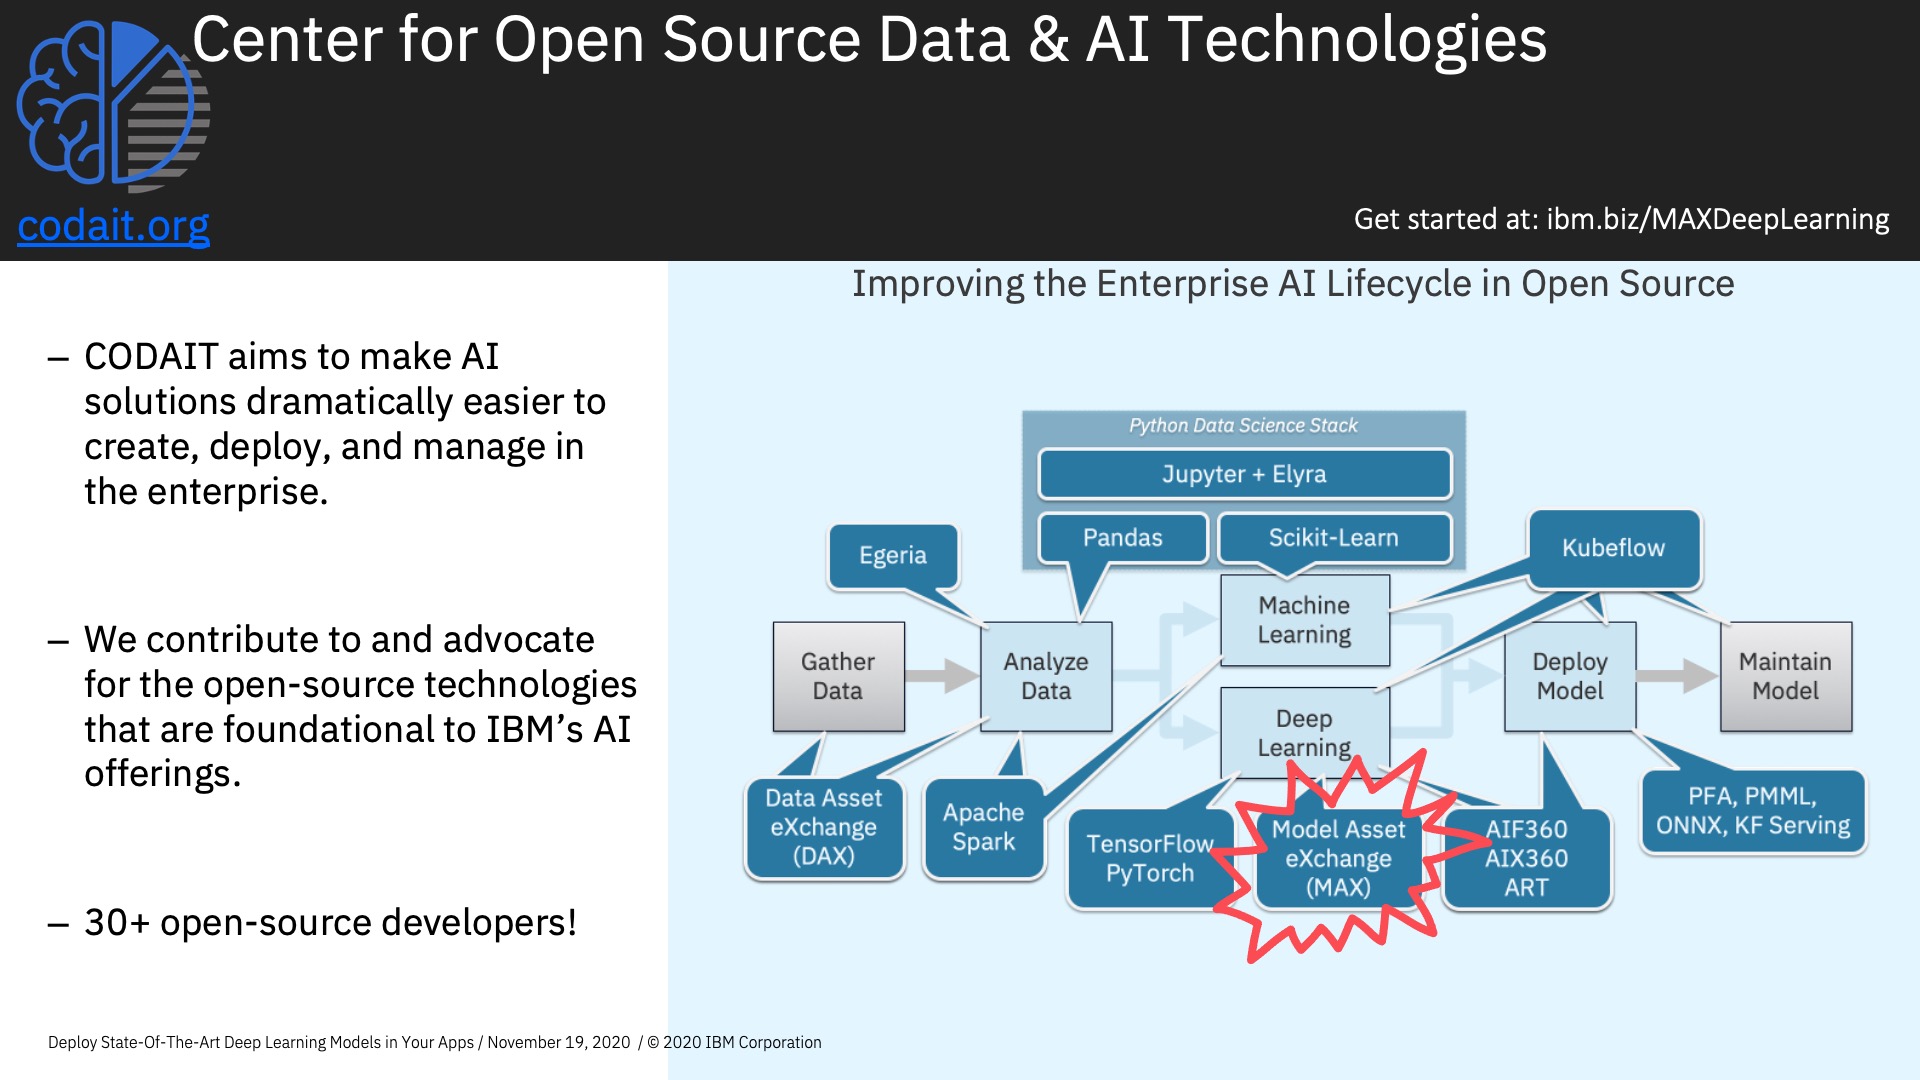 Center for Open Source Data & AI Technologies
codait.org
Get started at: ibm.biz/MAXDeepLearning
– CODAIT aims to make AI
solutions dramatically easier to
create, deploy, and manage in
the enterprise.
– We contribute to and advocate
for the open-source technologies
that are foundational to IBM’s AI
offerings.
– 30+ open-source developers!
Improving the Enterprise AI Lifecycle in Open Source
Python Data Science Stack
Jupyter + Elyra
Pandas
Scikit-Learn
Egeria
Kubeflow
Gather
Data
Analyze
Data
Machine
Learning
Deep
Learning
Deploy
Model
Maintain
Model
Data Asset
eXchange
(DAX)
Apache
Spark
TensorFlow
PyTorch
Model Asset
eXchange
(MAX)
AIF360
AIX360
ART
PFA, PMML,
ONNX, KF Serving
Deploy State-Of-The-Art Deep Learning Models in Your Apps / November 19, 2020 / © 2020 IBM Corporation